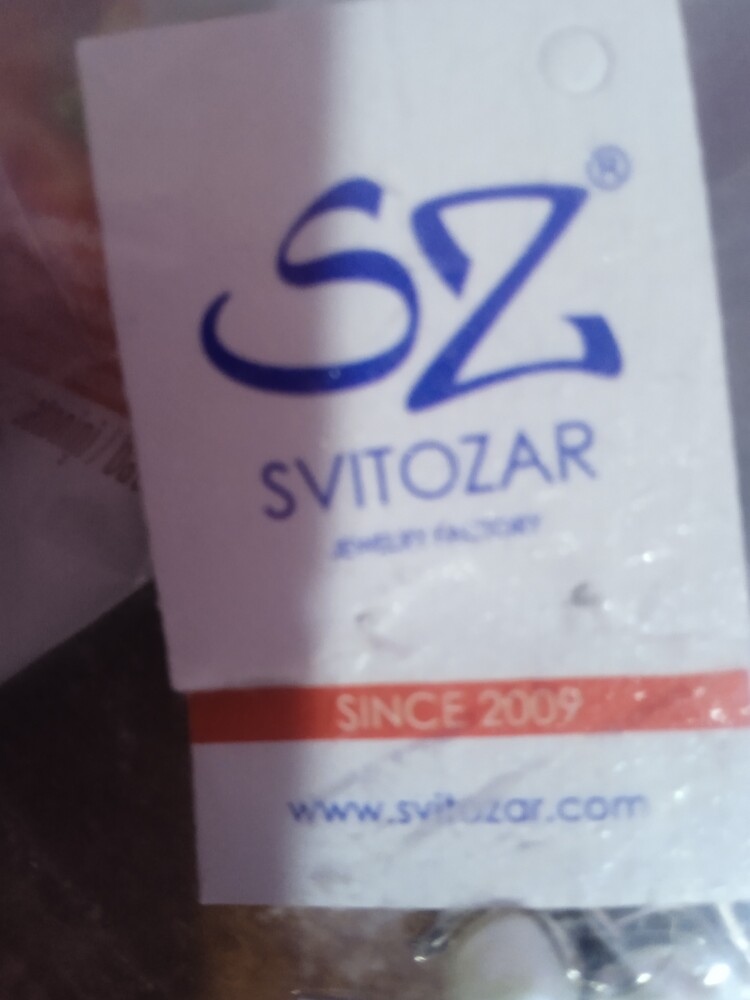 SZ®
SVITOZAR
JEWELRY FACTORY
SINCE 2009
www.svitozar.com